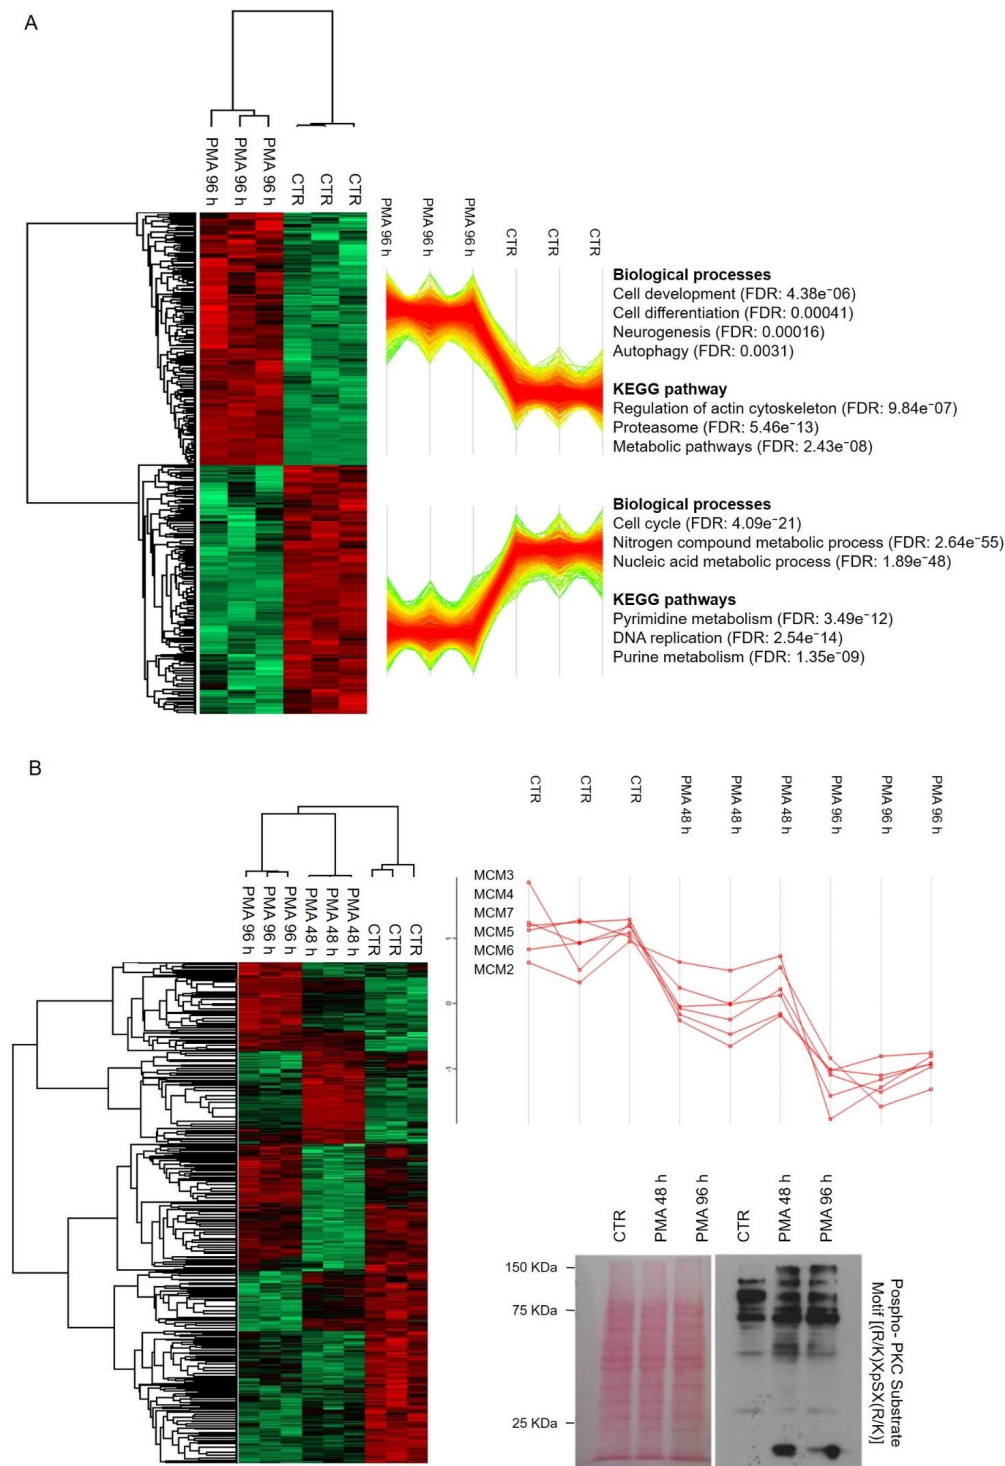 A
PMA 96 h
PMA 96 h
PMA 96 h
CTR
CTR
CTR
PMA 96 h
PMA 96 h
PMA 96 h
CTR
CTR
CTR
Biological processes
Cell development (FDR: 4.38e⁻06)
Cell differentiation (FDR: 0.00041)
Neurogenesis (FDR: 0.00016)
Autophagy (FDR: 0.0031)
KEGG pathway
Regulation of actin cytoskeleton (FDR: 9.84e⁻07)
Proteasome (FDR: 5.46e⁻13)
Metabolic pathways (FDR: 2.43e⁻08)
Biological processes
Cell cycle (FDR: 4.09e⁻21)
Nitrogen compound metabolic process (FDR: 2.64e⁻55)
Nucleic acid metabolic process (FDR: 1.89e⁻48)
KEGG pathways
Pyrimidine metabolism (FDR: 3.49e⁻12)
DNA replication (FDR: 2.54e⁻14)
Purine metabolism (FDR: 1.35e⁻09)
B
PMA 96 h
PMA 96 h
PMA 96 h
PMA 48 h
PMA 48 h
PMA 48 h
CTR
CTR
CTR
CTR
CTR
CTR
PMA 48 h
PMA 48 h
PMA 48 h
PMA 96 h
PMA 96 h
PMA 96 h
MCM3
MCM4
MCM7
MCM5
MCM6
MCM2
1
0
-1
CTR
PMA 48 h
PMA 96 h
CTR
PMA 48 h
PMA 96 h
150 KDa
75 KDa
25 KDa
Pospho- PKC Substrate
Motif [(R/K)XpSX(R/K)]